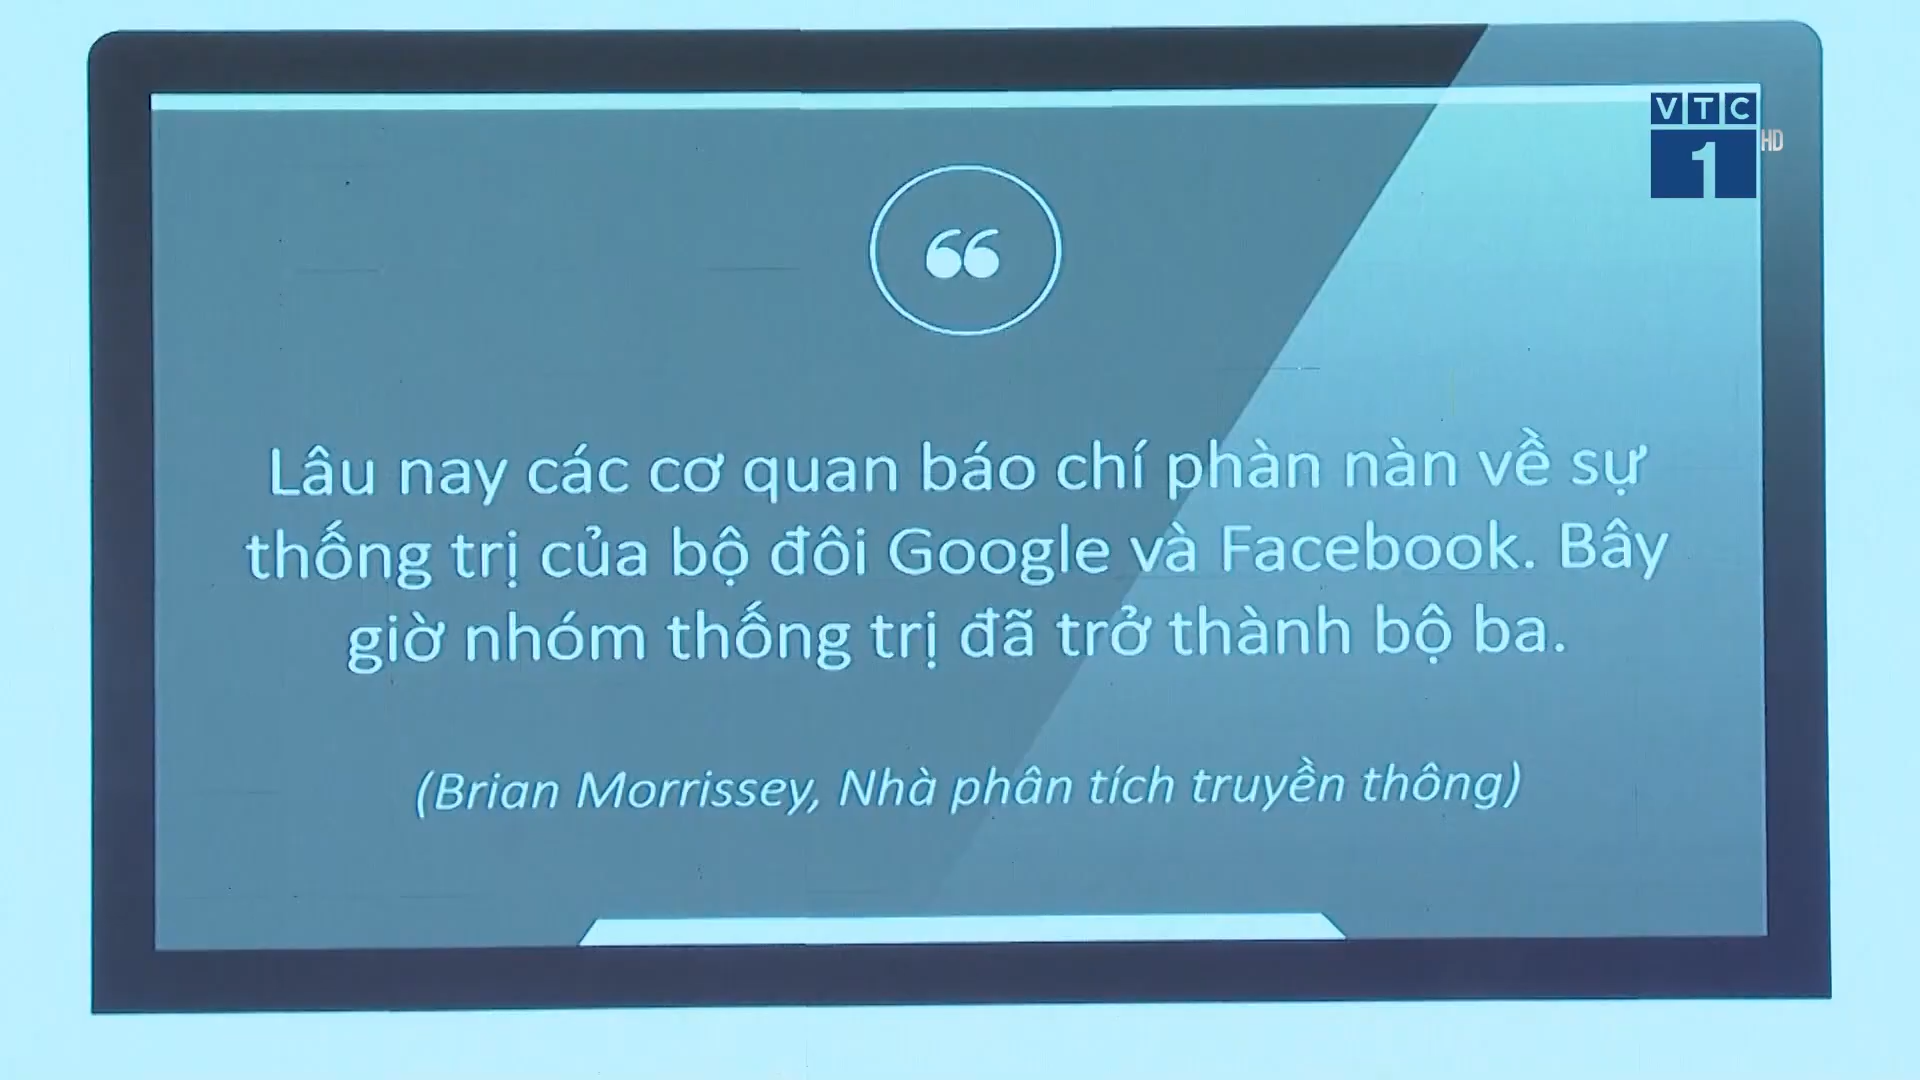 VTC
1 HD
“
Lâu nay các cơ quan báo chí phàn nàn về sự
thống trị của bộ đôi Google và Facebook. Bây
giờ nhóm thống trị đã trở thành bộ ba.
(Brian Morrissey, Nhà phân tích truyền thông)